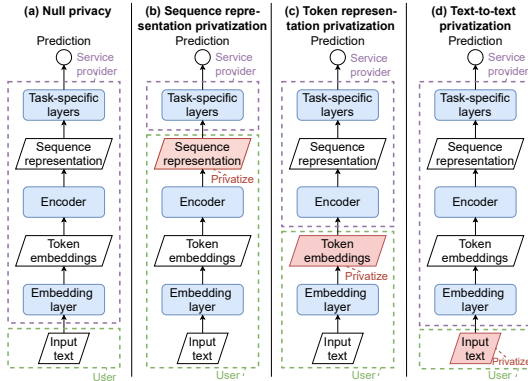 (a) Null privacy
Prediction
Service
provider
Task-specific
layers
Sequence
representation
Encoder
Token
embeddings
Embedding
layer
Input
text
User
(b) Sequence repre-
sentation privatization
Prediction
Service
provider
Task-specific
layers
Sequence
representation
Privatize
Encoder
Token
embeddings
Embedding
layer
Input
text
User
(c) Token represen-
tation privatization
Prediction
Service
provider
Task-specific
layers
Sequence
representation
Encoder
Token
embeddings
Privatize
Embedding
layer
Input
text
User
(d) Text-to-text
privatization
Prediction
Service
provider
Task-specific
layers
Sequence
representation
Encoder
Token
embeddings
Embedding
layer
Input
text
Privatize
User